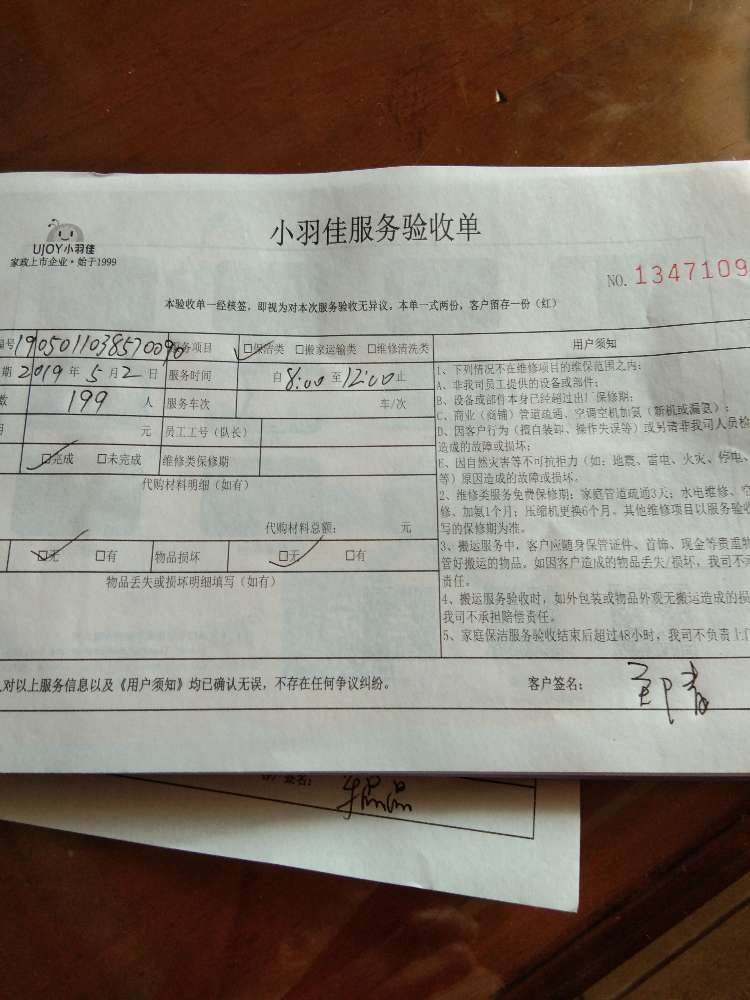 小羽佳服务验收单
UJOY小羽佳
家政上市企业·始于1999
NO. 1347109
本验收单一经核签,即视为对本次服务验收无异议;本单一式两份,客户留存一份(红)
编号 1905011038570090 服务项目 □保洁类 □搬家运输类 □维修清洗类
期 2019 年 5 月 2 日 服务时间 自 8:00 至 12:00 止
数 199 人 服务车次 车/次
元 员工工号(队长)
□完成 □未完成 维修类保修期
代购材料明细(如有)
代购材料总额: 元
□无 □有 物品损坏 □无 □有
物品丢失或损坏明细填写(如有)
用户须知
1、下列情况不在维修项目的维保范围之内:
A、非我司员工提供的设备或部件;
B、设备或部件本身已经超过出厂保修期;
C、商业(商铺)管道疏通、空调空机加氨(新机或漏氨);
D、因客户行为(擅自装卸、操作失误等)或另请非我司人员检
造成的故障或损坏;
E、因自然灾害等不可抗拒力(如:地震、雷电、火灾、停电、
等)原因造成的故障或损坏。
2、维修类服务免费保修期:家庭管道疏通3天;水电维修、空
修、加氨1个月;压缩机更换6个月。其他维修项目以服务验收
写的保修期为准。
3、搬运服务中,客户应随身保管证件、首饰、现金等贵重物
管好搬运的物品。如因客户造成的物品丢失/损坏,我司不承
责任。
4、搬运服务验收时,如外包装或物品外观无搬运造成的损
我司不承担赔偿责任。
5、家庭保洁服务验收结束后超过48小时,我司不负责上门
对以上服务信息以及《用户须知》均已确认无误,不存在任何争议纠纷。 客户签名:
签名: